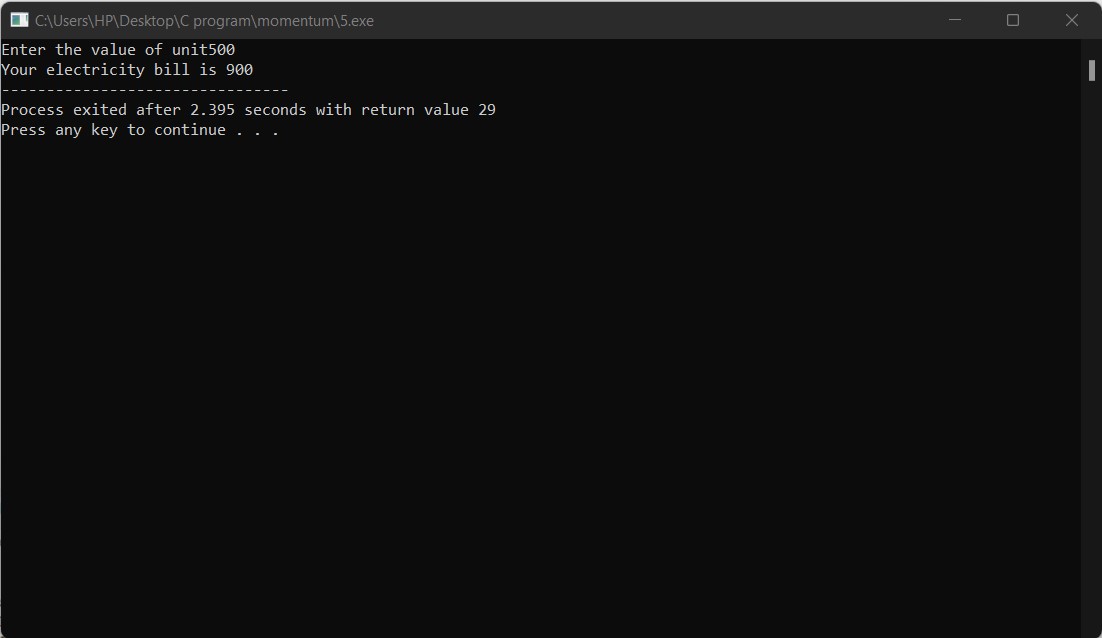 C:\Users\HP\Desktop\C program\momentum\5.exe
Enter the value of unit500
Your electricity bill is 900
--------------------------------
Process exited after 2.395 seconds with return value 29
Press any key to continue . . .